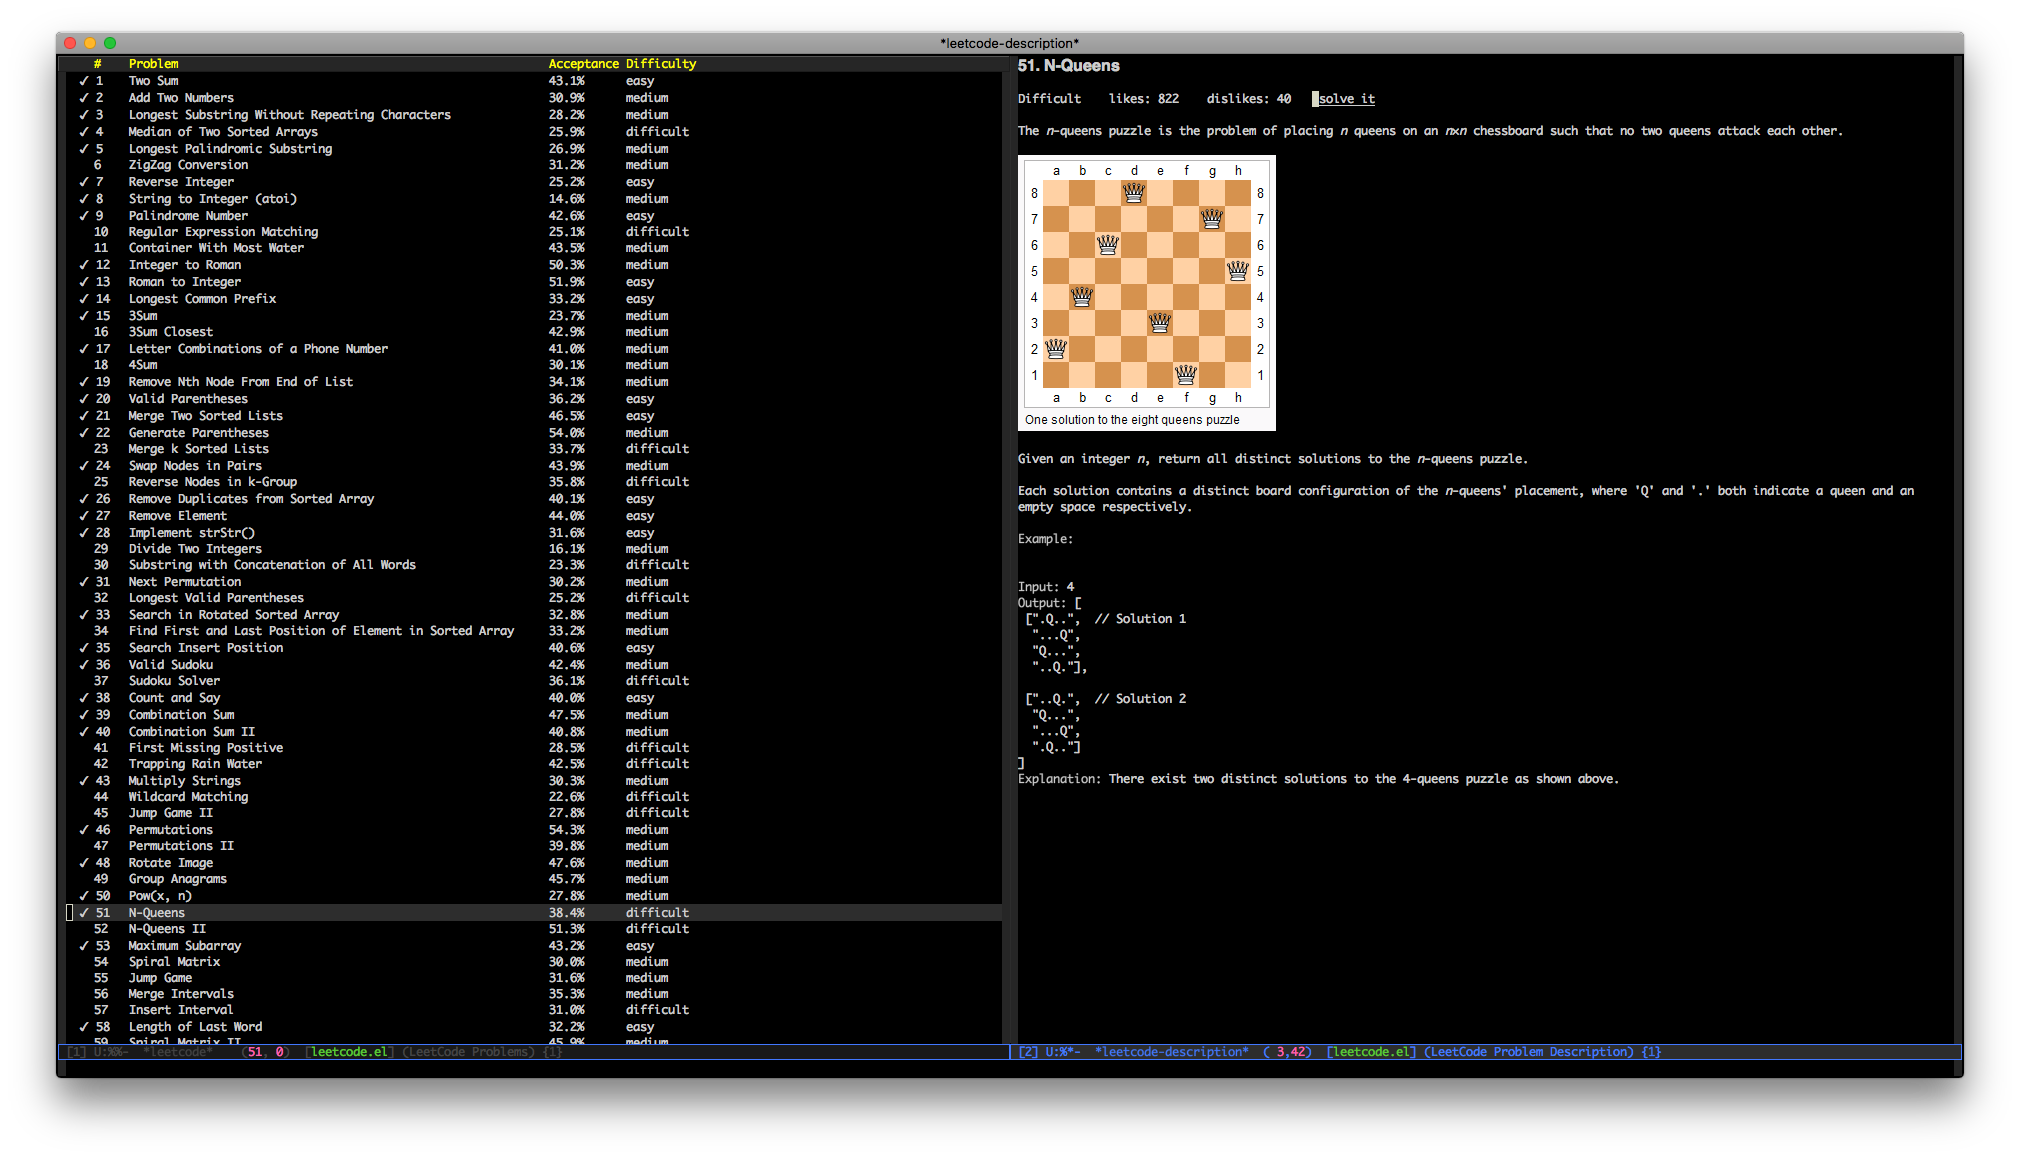 *leetcode-description*
# Problem Acceptance Difficulty
✓ 1 Two Sum 43.1% easy
✓ 2 Add Two Numbers 30.9% medium
✓ 3 Longest Substring Without Repeating Characters 28.2% medium
✓ 4 Median of Two Sorted Arrays 25.9% difficult
✓ 5 Longest Palindromic Substring 26.9% medium
6 ZigZag Conversion 31.2% medium
✓ 7 Reverse Integer 25.2% easy
✓ 8 String to Integer (atoi) 14.6% medium
✓ 9 Palindrome Number 42.6% easy
10 Regular Expression Matching 25.1% difficult
11 Container With Most Water 43.5% medium
✓ 12 Integer to Roman 50.3% medium
✓ 13 Roman to Integer 51.9% easy
✓ 14 Longest Common Prefix 33.2% easy
✓ 15 3Sum 23.7% medium
16 3Sum Closest 42.9% medium
✓ 17 Letter Combinations of a Phone Number 41.0% medium
18 4Sum 30.1% medium
✓ 19 Remove Nth Node From End of List 34.1% medium
✓ 20 Valid Parentheses 36.2% easy
✓ 21 Merge Two Sorted Lists 46.5% easy
✓ 22 Generate Parentheses 54.0% medium
23 Merge k Sorted Lists 33.7% difficult
✓ 24 Swap Nodes in Pairs 43.9% medium
25 Reverse Nodes in k-Group 35.8% difficult
✓ 26 Remove Duplicates from Sorted Array 40.1% easy
✓ 27 Remove Element 44.0% easy
✓ 28 Implement strStr() 31.6% easy
29 Divide Two Integers 16.1% medium
30 Substring with Concatenation of All Words 23.3% difficult
✓ 31 Next Permutation 30.2% medium
32 Longest Valid Parentheses 25.2% difficult
✓ 33 Search in Rotated Sorted Array 32.8% medium
34 Find First and Last Position of Element in Sorted Array 33.2% medium
✓ 35 Search Insert Position 40.6% easy
✓ 36 Valid Sudoku 42.4% medium
37 Sudoku Solver 36.1% difficult
✓ 38 Count and Say 40.0% easy
✓ 39 Combination Sum 47.5% medium
✓ 40 Combination Sum II 40.8% medium
41 First Missing Positive 28.5% difficult
42 Trapping Rain Water 42.5% difficult
✓ 43 Multiply Strings 30.3% medium
44 Wildcard Matching 22.6% difficult
45 Jump Game II 27.8% difficult
✓ 46 Permutations 54.3% medium
47 Permutations II 39.8% medium
✓ 48 Rotate Image 47.6% medium
49 Group Anagrams 45.7% medium
✓ 50 Pow(x, n) 27.8% medium
✓ 51 N-Queens 38.4% difficult
52 N-Queens II 51.3% difficult
✓ 53 Maximum Subarray 43.2% easy
54 Spiral Matrix 30.0% medium
55 Jump Game 31.6% medium
56 Merge Intervals 35.3% medium
57 Insert Interval 31.0% difficult
✓ 58 Length of Last Word 32.2% easy
59 Spiral Matrix II 45.9% medium
[1] U:%%- *leetcode* (51, 0) [leetcode.el] (LeetCode Problems) {1}
51. N-Queens
Difficult likes: 822 dislikes: 40 solve it
The n-queens puzzle is the problem of placing n queens on an n×n chessboard such that no two queens attack each other.
a b c d e f g h
8 8
7 7
6 6
5 5
4 4
3 3
2 2
1 1
a b c d e f g h
One solution to the eight queens puzzle
Given an integer n, return all distinct solutions to the n-queens puzzle.
Each solution contains a distinct board configuration of the n-queens' placement, where 'Q' and '.' both indicate a queen and an
empty space respectively.
Example:
Input: 4
Output: [
[".Q..", // Solution 1
"...Q",
"Q...",
"..Q."],
["..Q.", // Solution 2
"Q...",
"...Q",
".Q.."]
]
Explanation: There exist two distinct solutions to the 4-queens puzzle as shown above.
[2] U:%*- *leetcode-description* ( 3,42) [leetcode.el] (LeetCode Problem Description) {1}